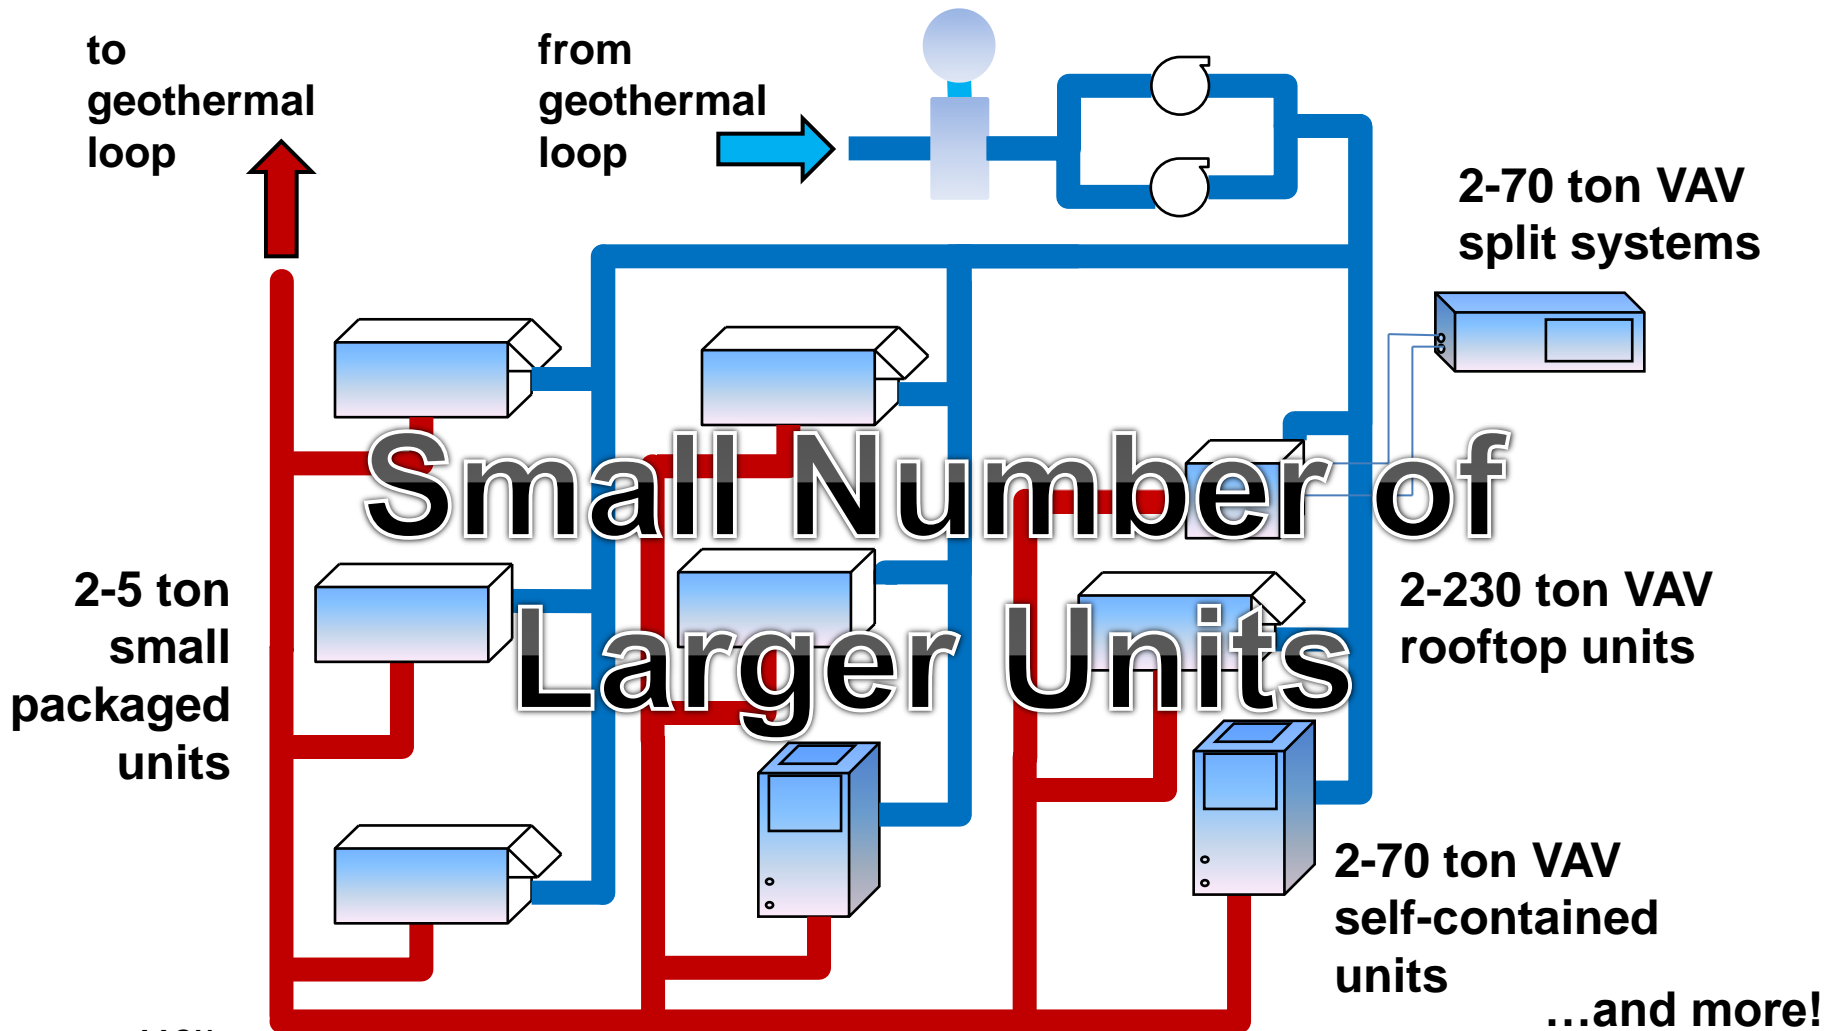 to
geothermal
loop
from
geothermal
loop
2-70 ton VAV
split systems
Small Number of
Larger Units
2-5 ton
small
packaged
units
2-230 ton VAV
rooftop units
2-70 ton VAV
self-contained
units
...and more!